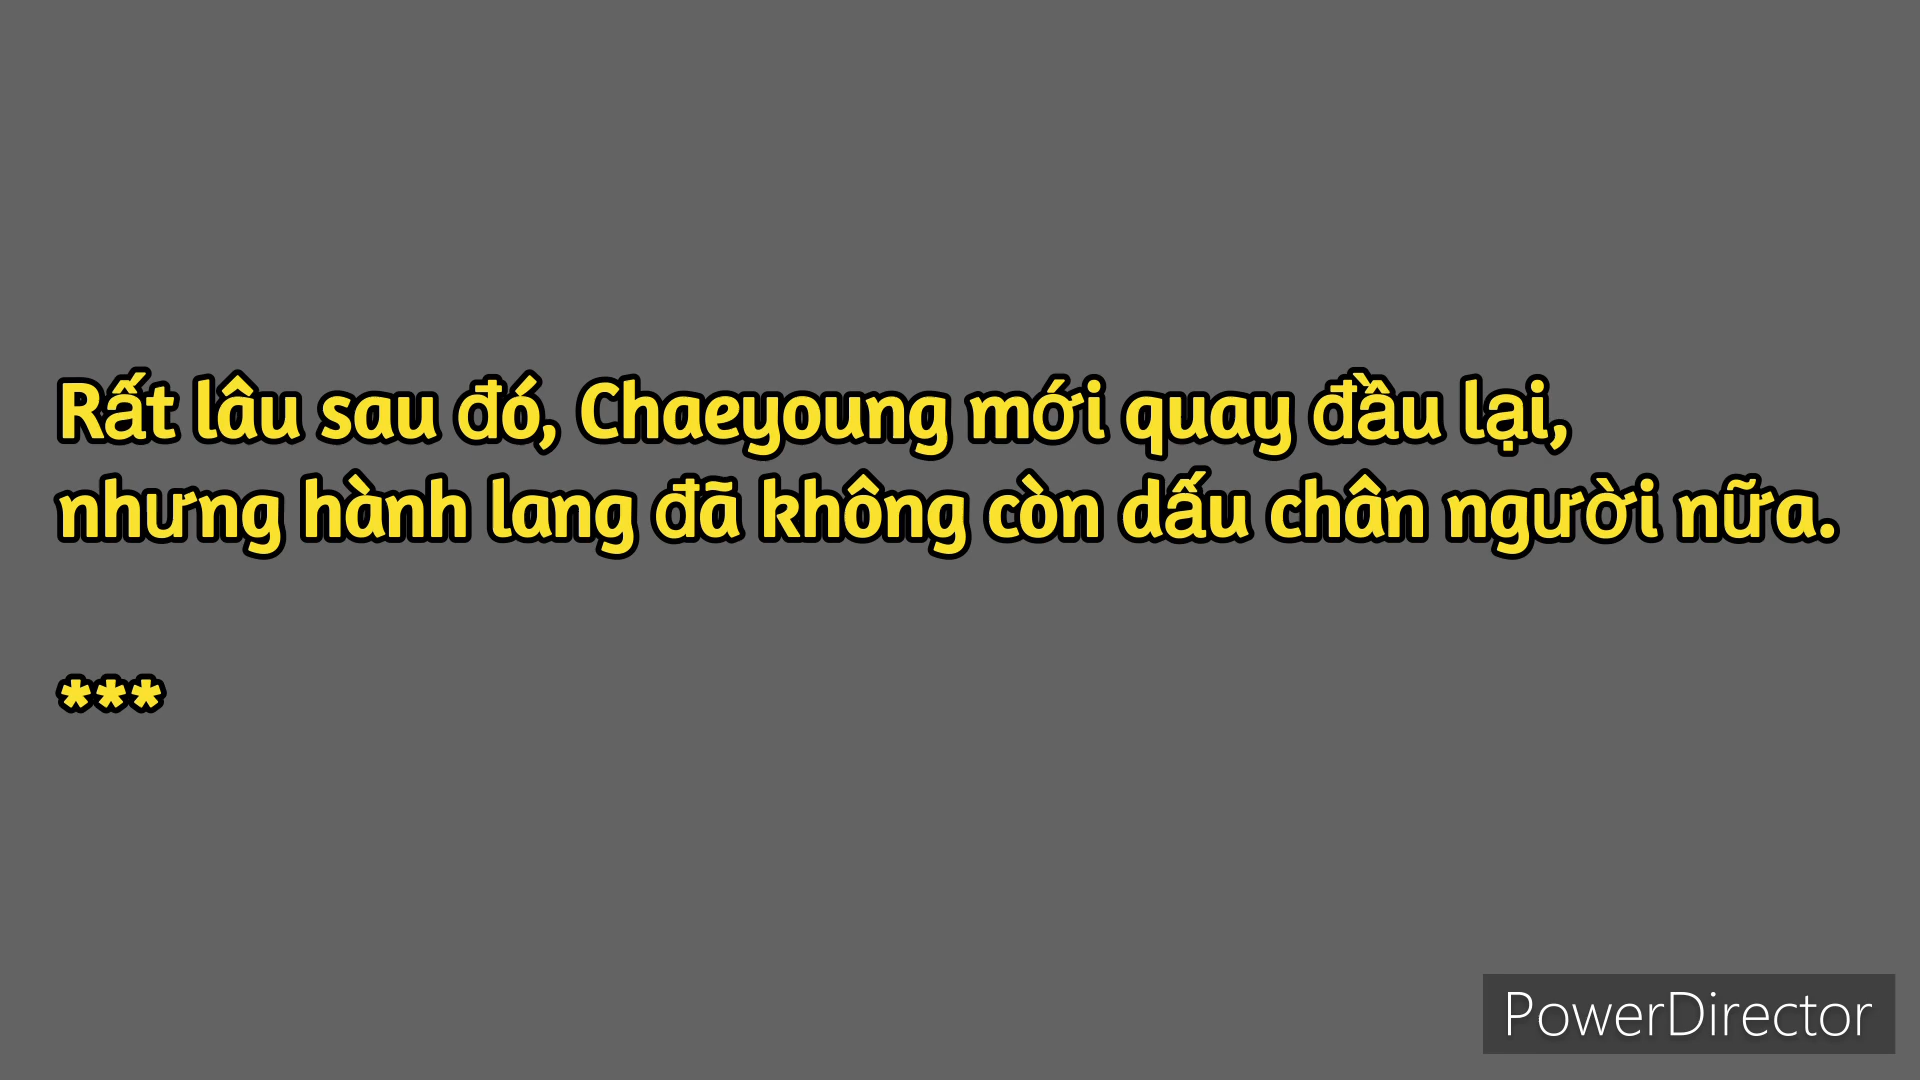 Rất lâu sau đó, Chaeyoung mới quay đầu lại,
nhưng hành lang đã không còn dấu chân người nữa.
***
PowerDirector